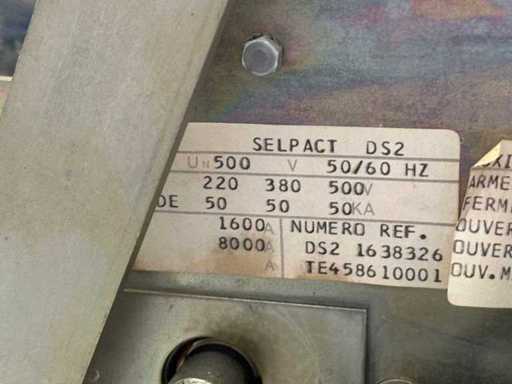 SELPACT DS2
UN 500 V 50/60 HZ
220 380 500V
DE 50 50 50KA
1600A NUMERO REF.
8000A DS2 1638326
A TE458610001
ARME
FERM
OUVER
OUVER
OUV.M